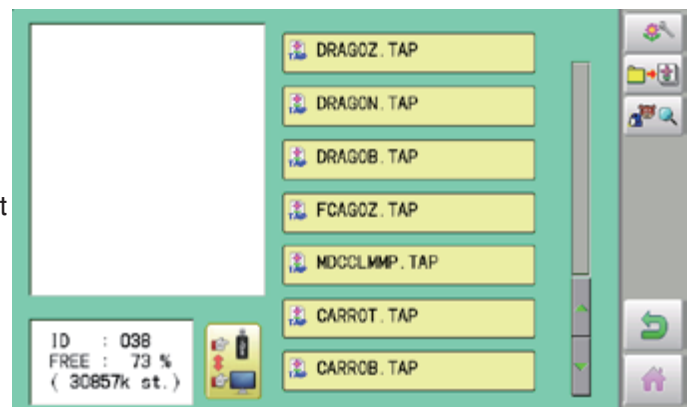 DRAGOZ.TAP
DRAGON.TAP
DRAGOB.TAP
t
FCAGOZ.TAP
MDCCLMMP.TAP
CARROT.TAP
CARROB.TAP
ID : 038
FREE : 73 %
( 30857k st.)